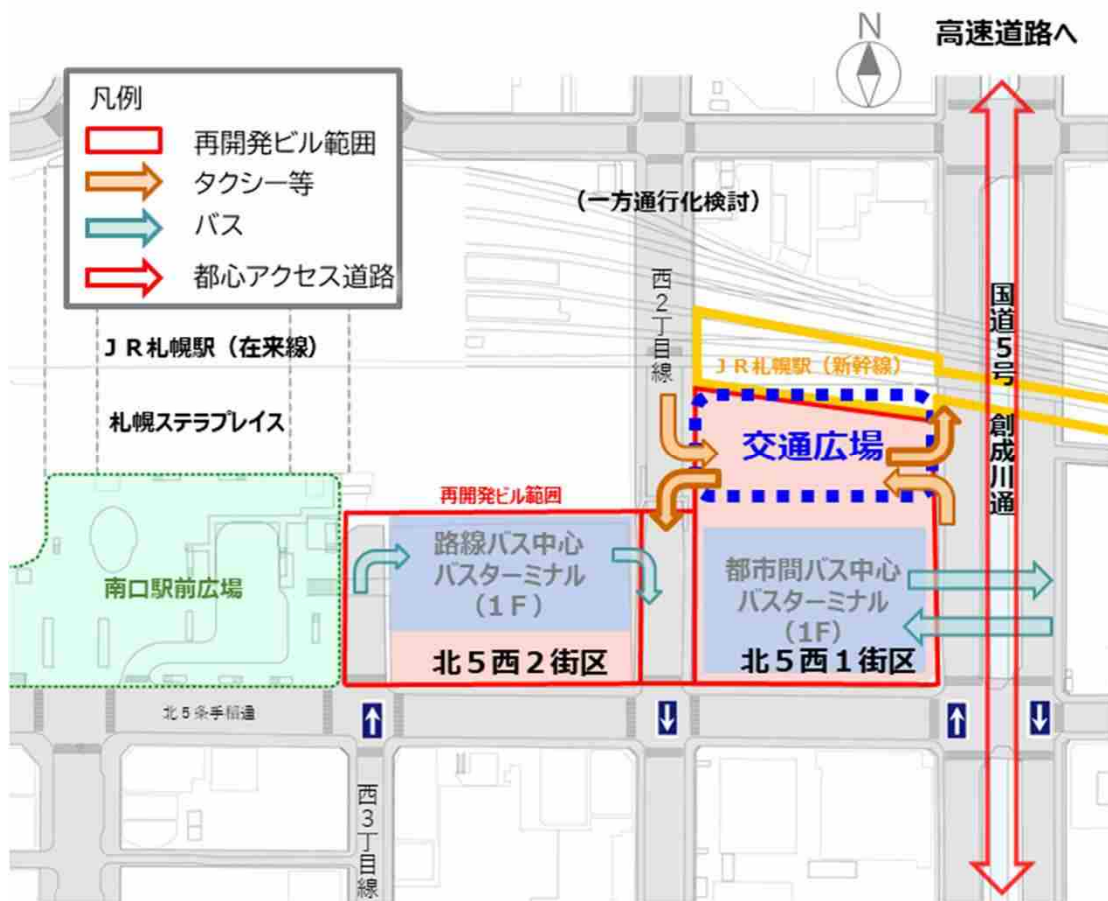 N
高速道路へ
凡例
再開発ビル範囲
タクシー等
バス
都心アクセス道路
(一方通行化検討)
西2丁目線
国道5号 創成川通
JR札幌駅(在来線)
JR札幌駅(新幹線)
札幌ステラプレイス
交通広場
再開発ビル範囲
南口駅前広場
路線バス中心
バスターミナル
(1F)
都市間バス中心
バスターミナル
(1F)
北5西2街区
北5西1街区
北5条手稲通
西3丁目線